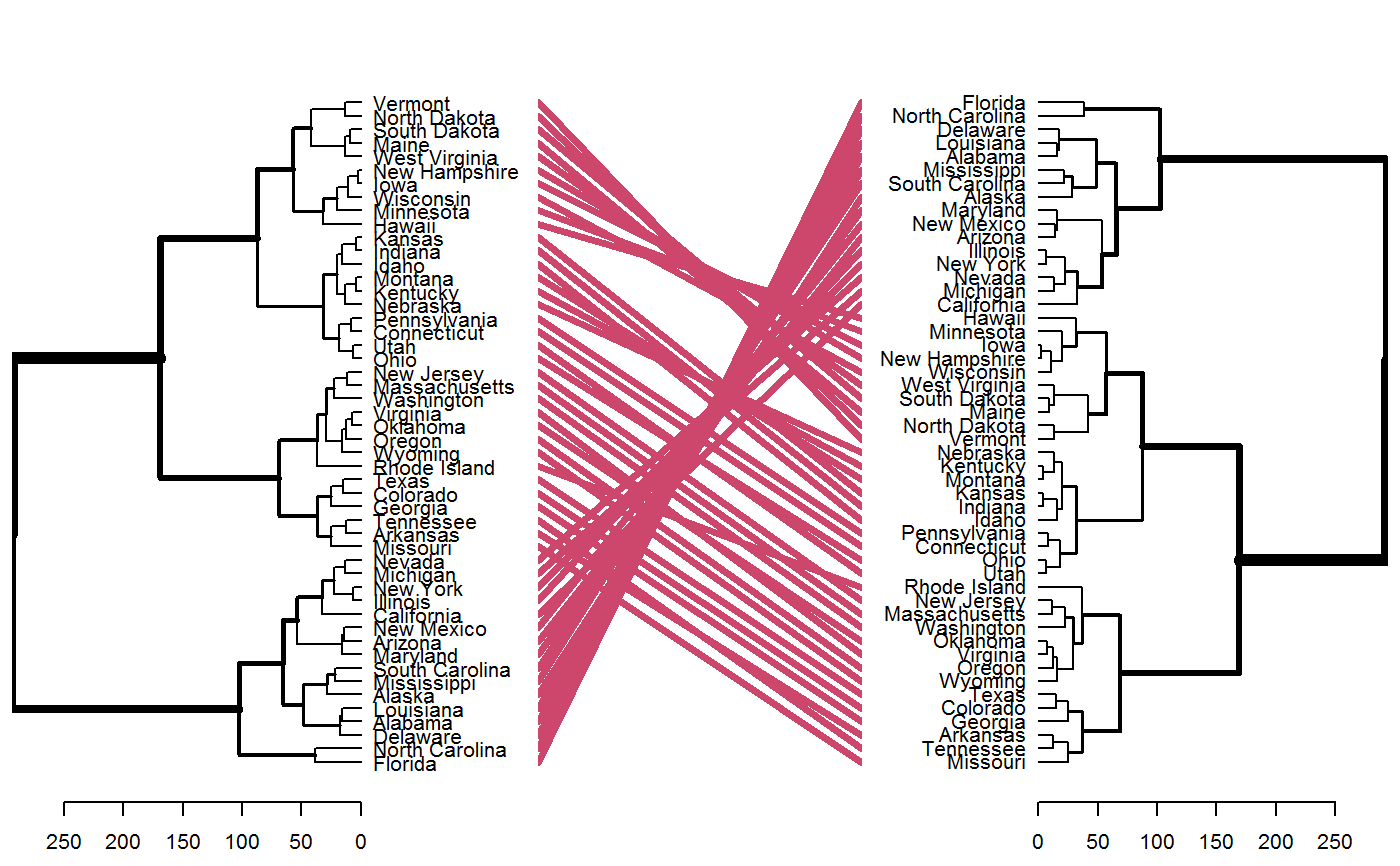 Vermont
North Dakota
South Dakota
Maine
West Virginia
New Hampshire
Iowa
Wisconsin
Minnesota
Hawaii
Kansas
Indiana
Idaho
Montana
Kentucky
Nebraska
Pennsylvania
Connecticut
Utah
Ohio
New Jersey
Massachusetts
Washington
Virginia
Oklahoma
Oregon
Wyoming
Rhode Island
Texas
Colorado
Georgia
Tennessee
Arkansas
Missouri
Nevada
Michigan
New York
Illinois
California
New Mexico
Arizona
Maryland
South Carolina
Mississippi
Alaska
Louisiana
Alabama
Delaware
North Carolina
Florida
250 200 150 100 50 0
Florida
North Carolina
Delaware
Louisiana
Alabama
Mississippi
South Carolina
Alaska
Maryland
New Mexico
Arizona
Illinois
New York
Nevada
Michigan
California
Hawaii
Minnesota
Iowa
New Hampshire
Wisconsin
West Virginia
South Dakota
Maine
North Dakota
Vermont
Nebraska
Kentucky
Montana
Kansas
Indiana
Idaho
Pennsylvania
Connecticut
Ohio
Utah
Rhode Island
New Jersey
Massachusetts
Washington
Oklahoma
Virginia
Oregon
Wyoming
Texas
Colorado
Georgia
Arkansas
Tennessee
Missouri
0 50 100 150 200 250